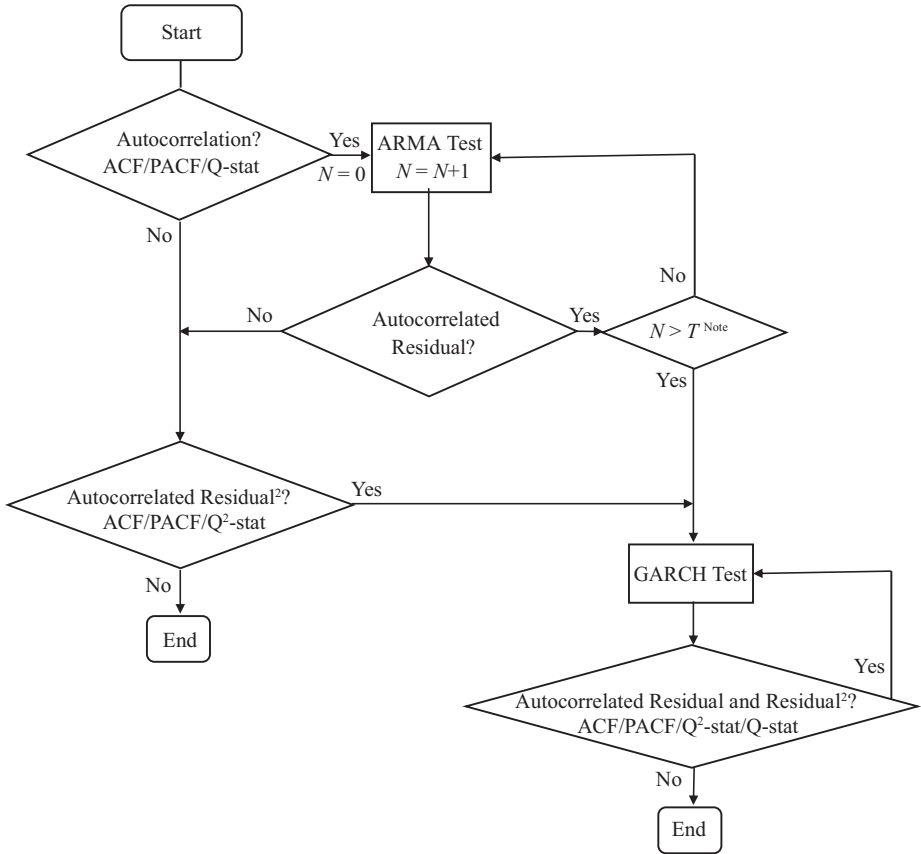 Start
Autocorrelation?
ACF/PACF/Q-stat
Yes
N = 0
ARMA Test
N = N+1
No
No
Autocorrelated
Residual?
Yes
No
N > T Note
Yes
Autocorrelated Residual²?
ACF/PACF/Q²-stat
Yes
No
End
GARCH Test
Yes
Autocorrelated Residual and Residual²?
ACF/PACF/Q²-stat/Q-stat
No
End